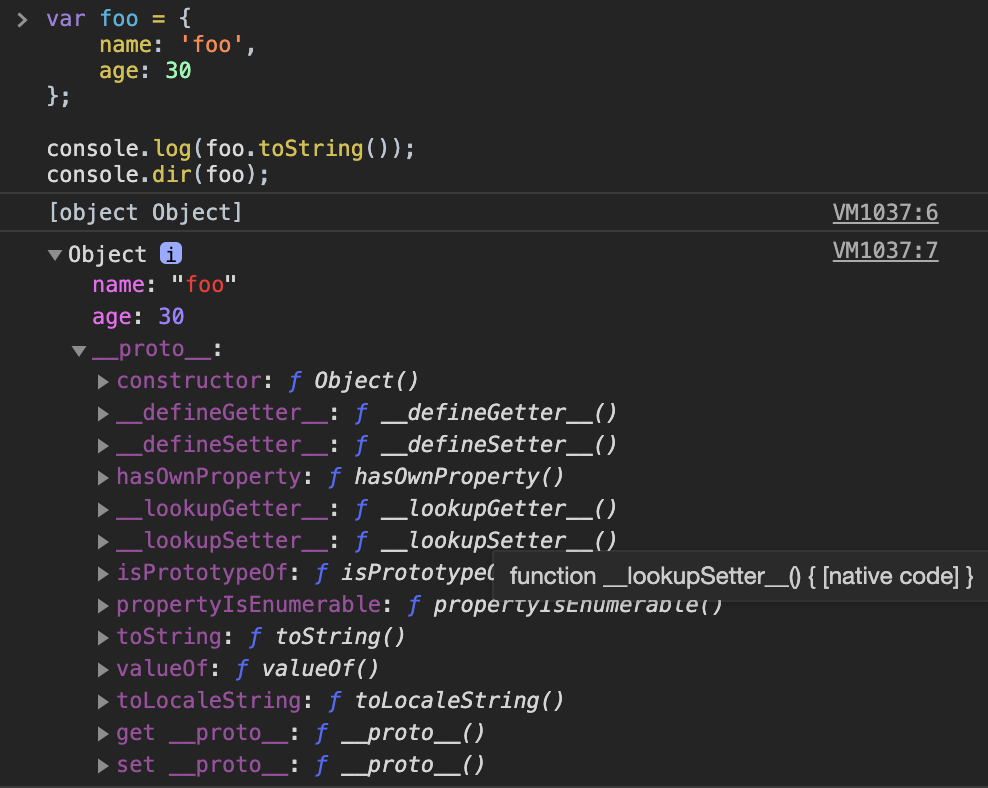 > var foo = {
name: 'foo',
age: 30
};
console.log(foo.toString());
console.dir(foo);
[object Object] VM1037:6
▼Object i VM1037:7
name: "foo"
age: 30
▼__proto__:
▶constructor: ƒ Object()
▶__defineGetter__: ƒ __defineGetter__()
▶__defineSetter__: ƒ __defineSetter__()
▶hasOwnProperty: ƒ hasOwnProperty()
▶__lookupGetter__: ƒ __lookupGetter__()
▶__lookupSetter__: ƒ __lookupSetter__()
▶isPrototypeOf: ƒ isPrototypeO function __lookupSetter__() { [native code] }
▶propertyIsEnumerable: ƒ propertyIsEnumerable()
▶toString: ƒ toString()
▶valueOf: ƒ valueOf()
▶toLocaleString: ƒ toLocaleString()
▶get __proto__: ƒ __proto__()
▶set __proto__: ƒ __proto__()